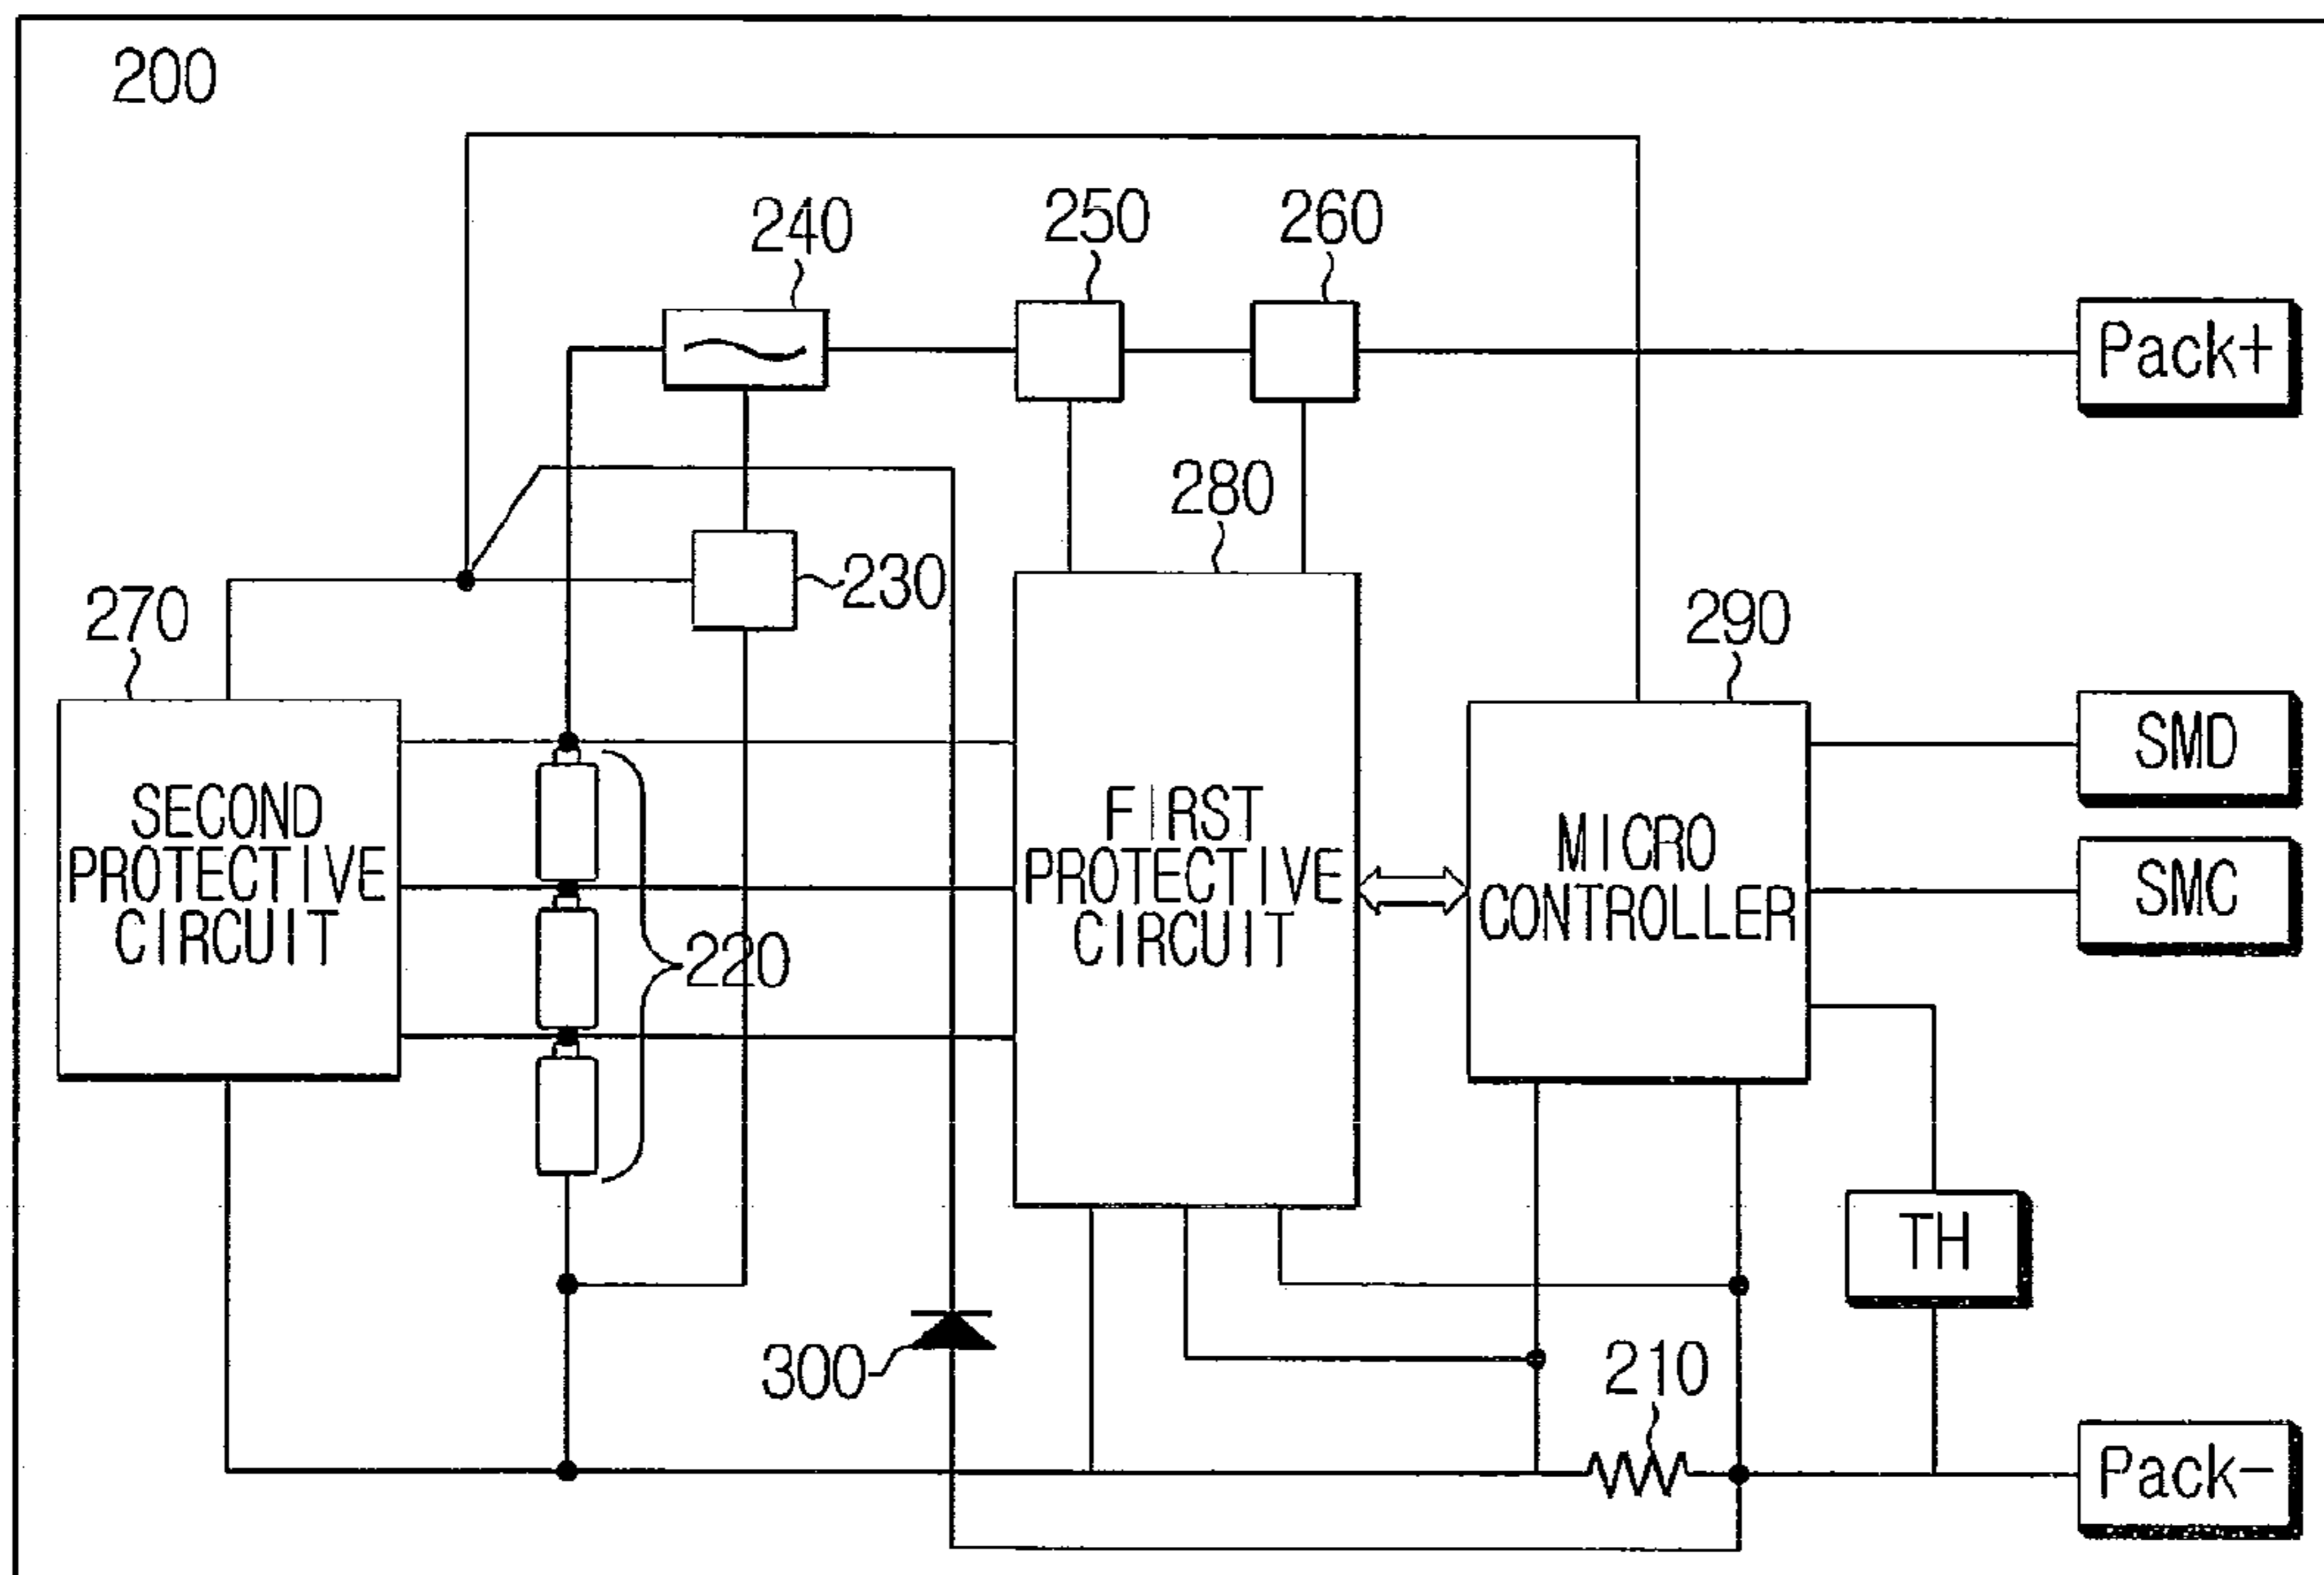 200
240
250
260
Pack+
280
230
270
290
SMD
SECOND
PROTECTIVE
CIRCUIT
FIRST
PROTECTIVE
CIRCUIT
MICRO
CONTROLLER
SMC
220
TH
300
210
Pack-